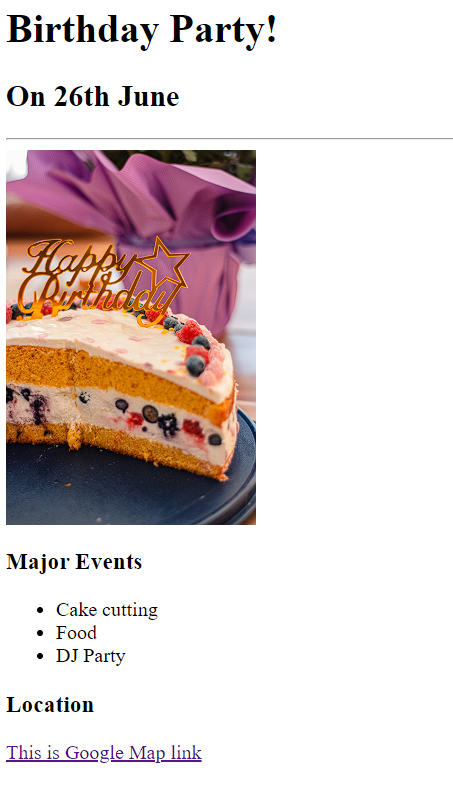 Birthday Party!
On 26th June
Happy
Birthday
Major Events
Cake cutting
Food
DJ Party
Location
This is Google Map link